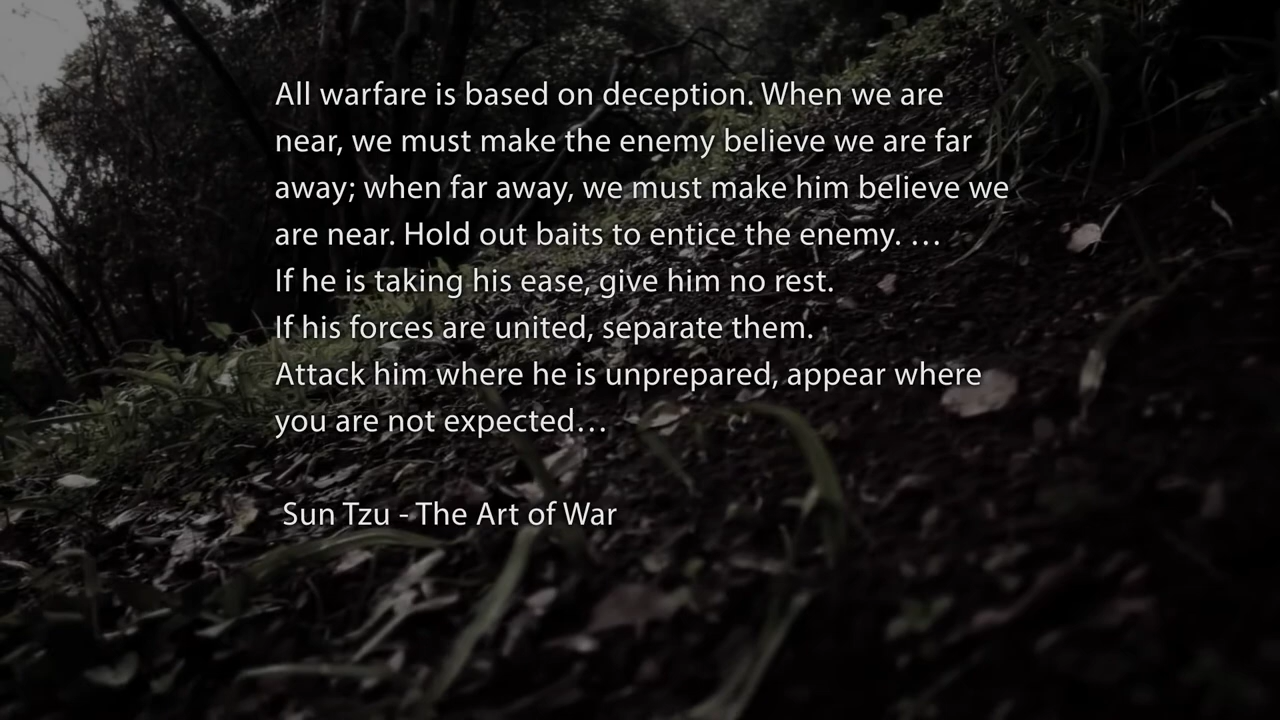 All warfare is based on deception. When we are
near, we must make the enemy believe we are far
away; when far away, we must make him believe we
are near. Hold out baits to entice the enemy. …
If he is taking his ease, give him no rest.
If his forces are united, separate them.
Attack him where he is unprepared, appear where
you are not expected…
Sun Tzu - The Art of War